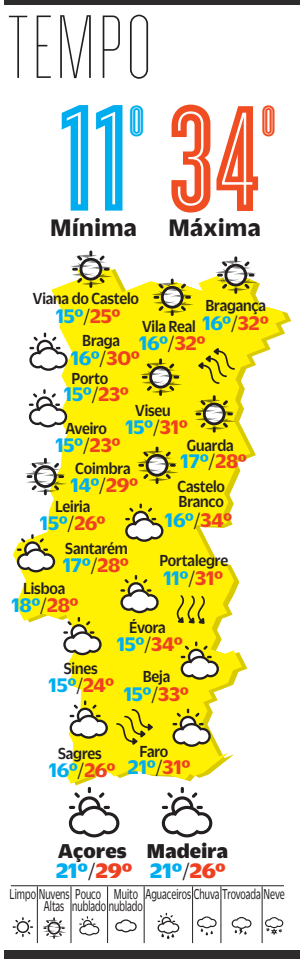 TEMPO
11º 34º
Mínima Máxima
Viana do Castelo
15º/25º
Bragança
16º/32º
Vila Real
16º/32º
Braga
16º/30º
Porto
15º/23º
Viseu
15º/31º
Aveiro
15º/23º
Guarda
17º/28º
Coimbra
14º/29º
Castelo
Branco
16º/34º
Leiria
15º/26º
Santarém
17º/28º
Portalegre
11º/31º
Lisboa
18º/28º
Évora
15º/34º
Sines
15º/24º
Beja
15º/33º
Sagres
16º/26º
Faro
21º/31º
Açores
21º/29º
Madeira
21º/26º
Limpo
Nuvens
Altas
Pouco
nublado
Muito
nublado
Aguaceiros
Chuva
Trovoada
Neve